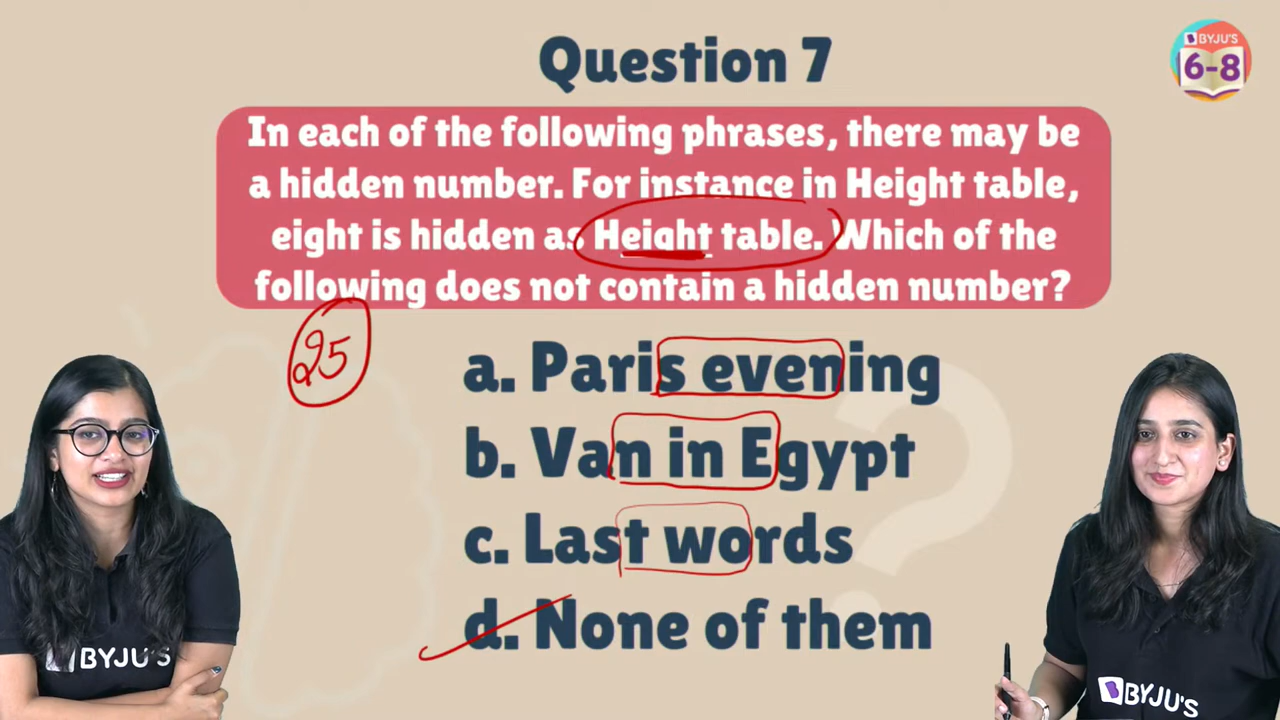 Question 7
BYJU'S
6-8
In each of the following phrases, there may be
a hidden number. For instance in Height table,
eight is hidden as Height table. Which of the
following does not contain a hidden number?
25
a. Paris evening
b. Van in Egypt
c. Last words
d. None of them
BYJU'S
BYJU'S